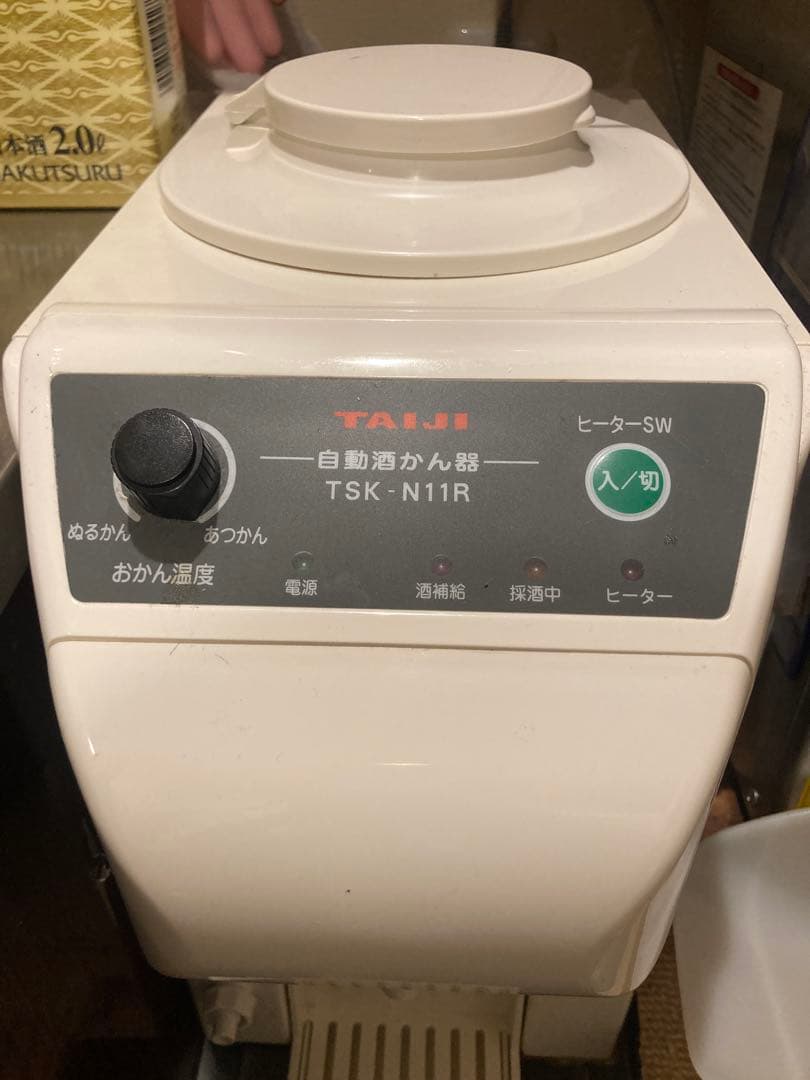 本酒 2.0ℓ
AKUTSURU
TAIJI
自動酒かん器
TSK-N11R
ヒーターSW
入/切
ぬるかん
あつかん
おかん温度
電源
酒補給
採酒中
ヒーター